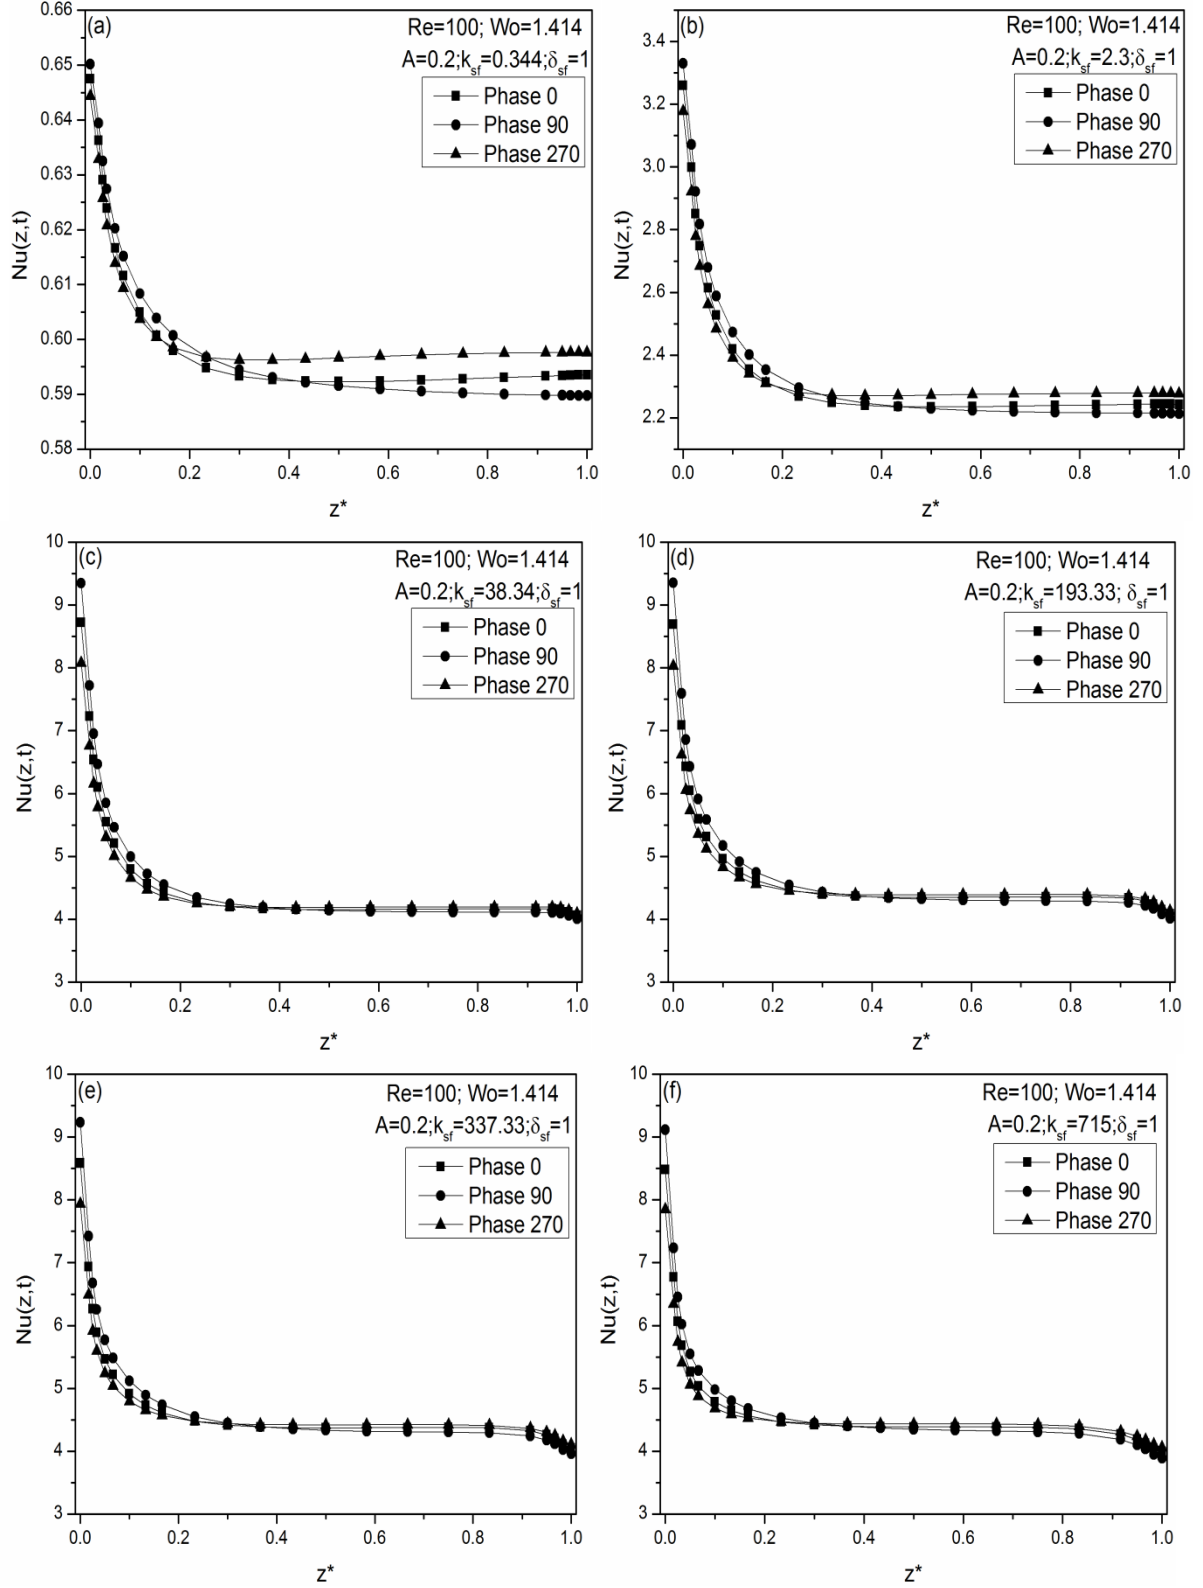 (a)
Re=100; Wo=1.414
A=0.2;k_sf=0.344;δ_sf=1
Phase 0
Phase 90
Phase 270
0.66
0.65
0.64
0.63
0.62
0.61
0.60
0.59
0.58
Nu(z,t)
0.0 0.2 0.4 0.6 0.8 1.0
z*
(b)
Re=100; Wo=1.414
A=0.2;k_sf=2.3;δ_sf=1
Phase 0
Phase 90
Phase 270
3.4
3.2
3.0
2.8
2.6
2.4
2.2
Nu(z,t)
0.0 0.2 0.4 0.6 0.8 1.0
z*
(c)
Re=100; Wo=1.414
A=0.2;k_sf=38.34;δ_sf=1
Phase 0
Phase 90
Phase 270
10
9
8
7
6
5
4
3
Nu(z,t)
0.0 0.2 0.4 0.6 0.8 1.0
z*
(d)
Re=100; Wo=1.414
A=0.2;k_sf=193.33; δ_sf=1
Phase 0
Phase 90
Phase 270
10
9
8
7
6
5
4
3
Nu(z,t)
0.0 0.2 0.4 0.6 0.8 1.0
z*
(e)
Re=100; Wo=1.414
A=0.2;k_sf=337.33;δ_sf=1
Phase 0
Phase 90
Phase 270
10
9
8
7
6
5
4
3
Nu(z,t)
0.0 0.2 0.4 0.6 0.8 1.0
z*
(f)
Re=100; Wo=1.414
A=0.2;k_sf=715;δ_sf=1
Phase 0
Phase 90
Phase 270
10
9
8
7
6
5
4
3
Nu(z,t)
0.0 0.2 0.4 0.6 0.8 1.0
z*